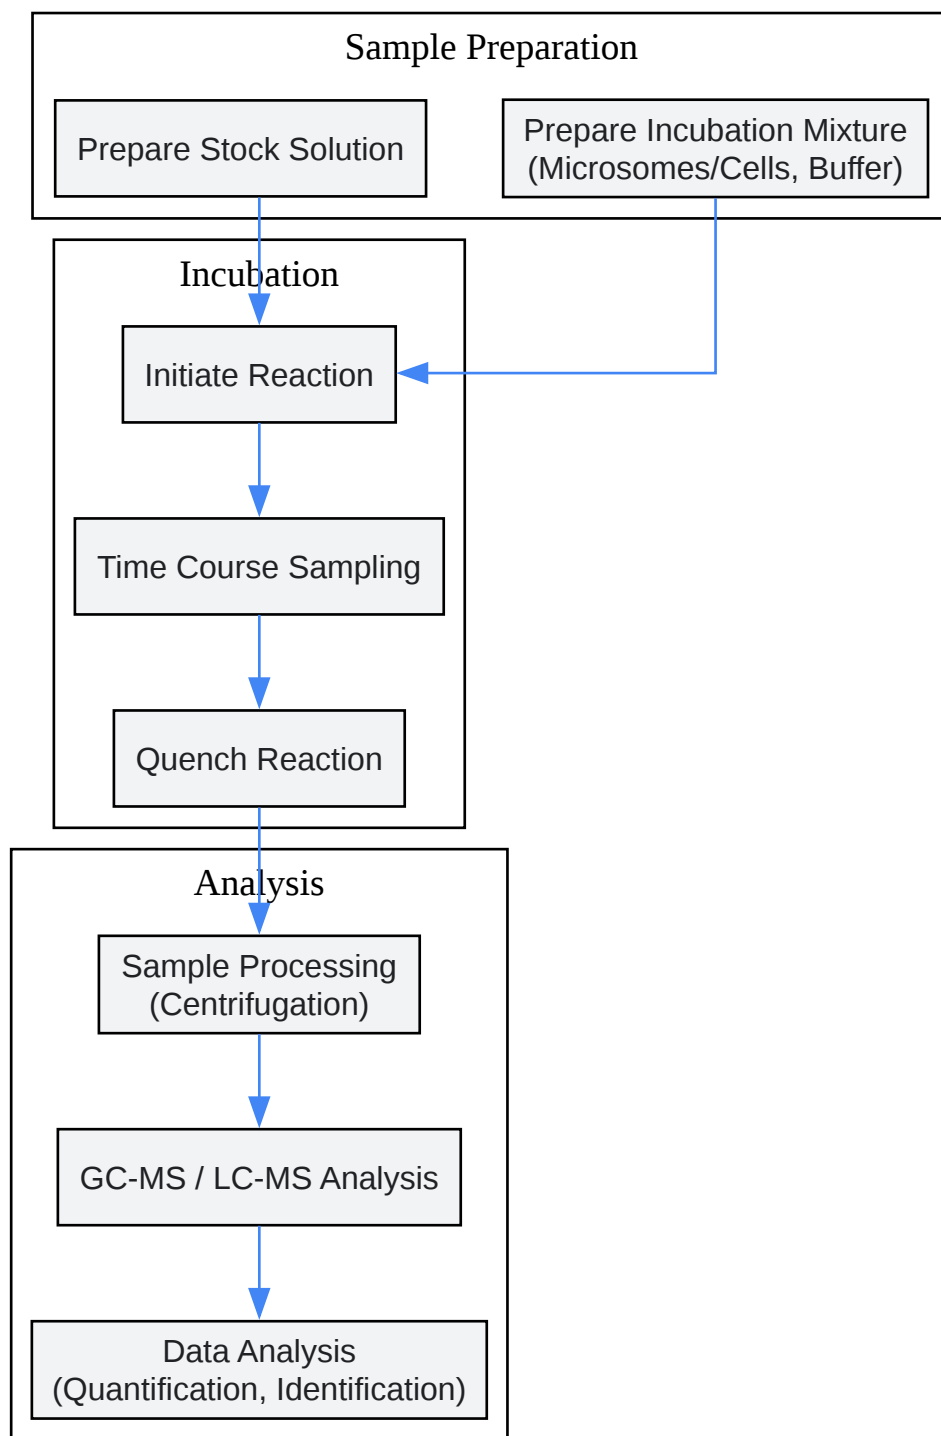 Sample Preparation
Prepare Stock Solution
Prepare Incubation Mixture
(Microsomes/Cells, Buffer)
Incubation
Initiate Reaction
Time Course Sampling
Quench Reaction
Analysis
Sample Processing
(Centrifugation)
GC-MS / LC-MS Analysis
Data Analysis
(Quantification, Identification)